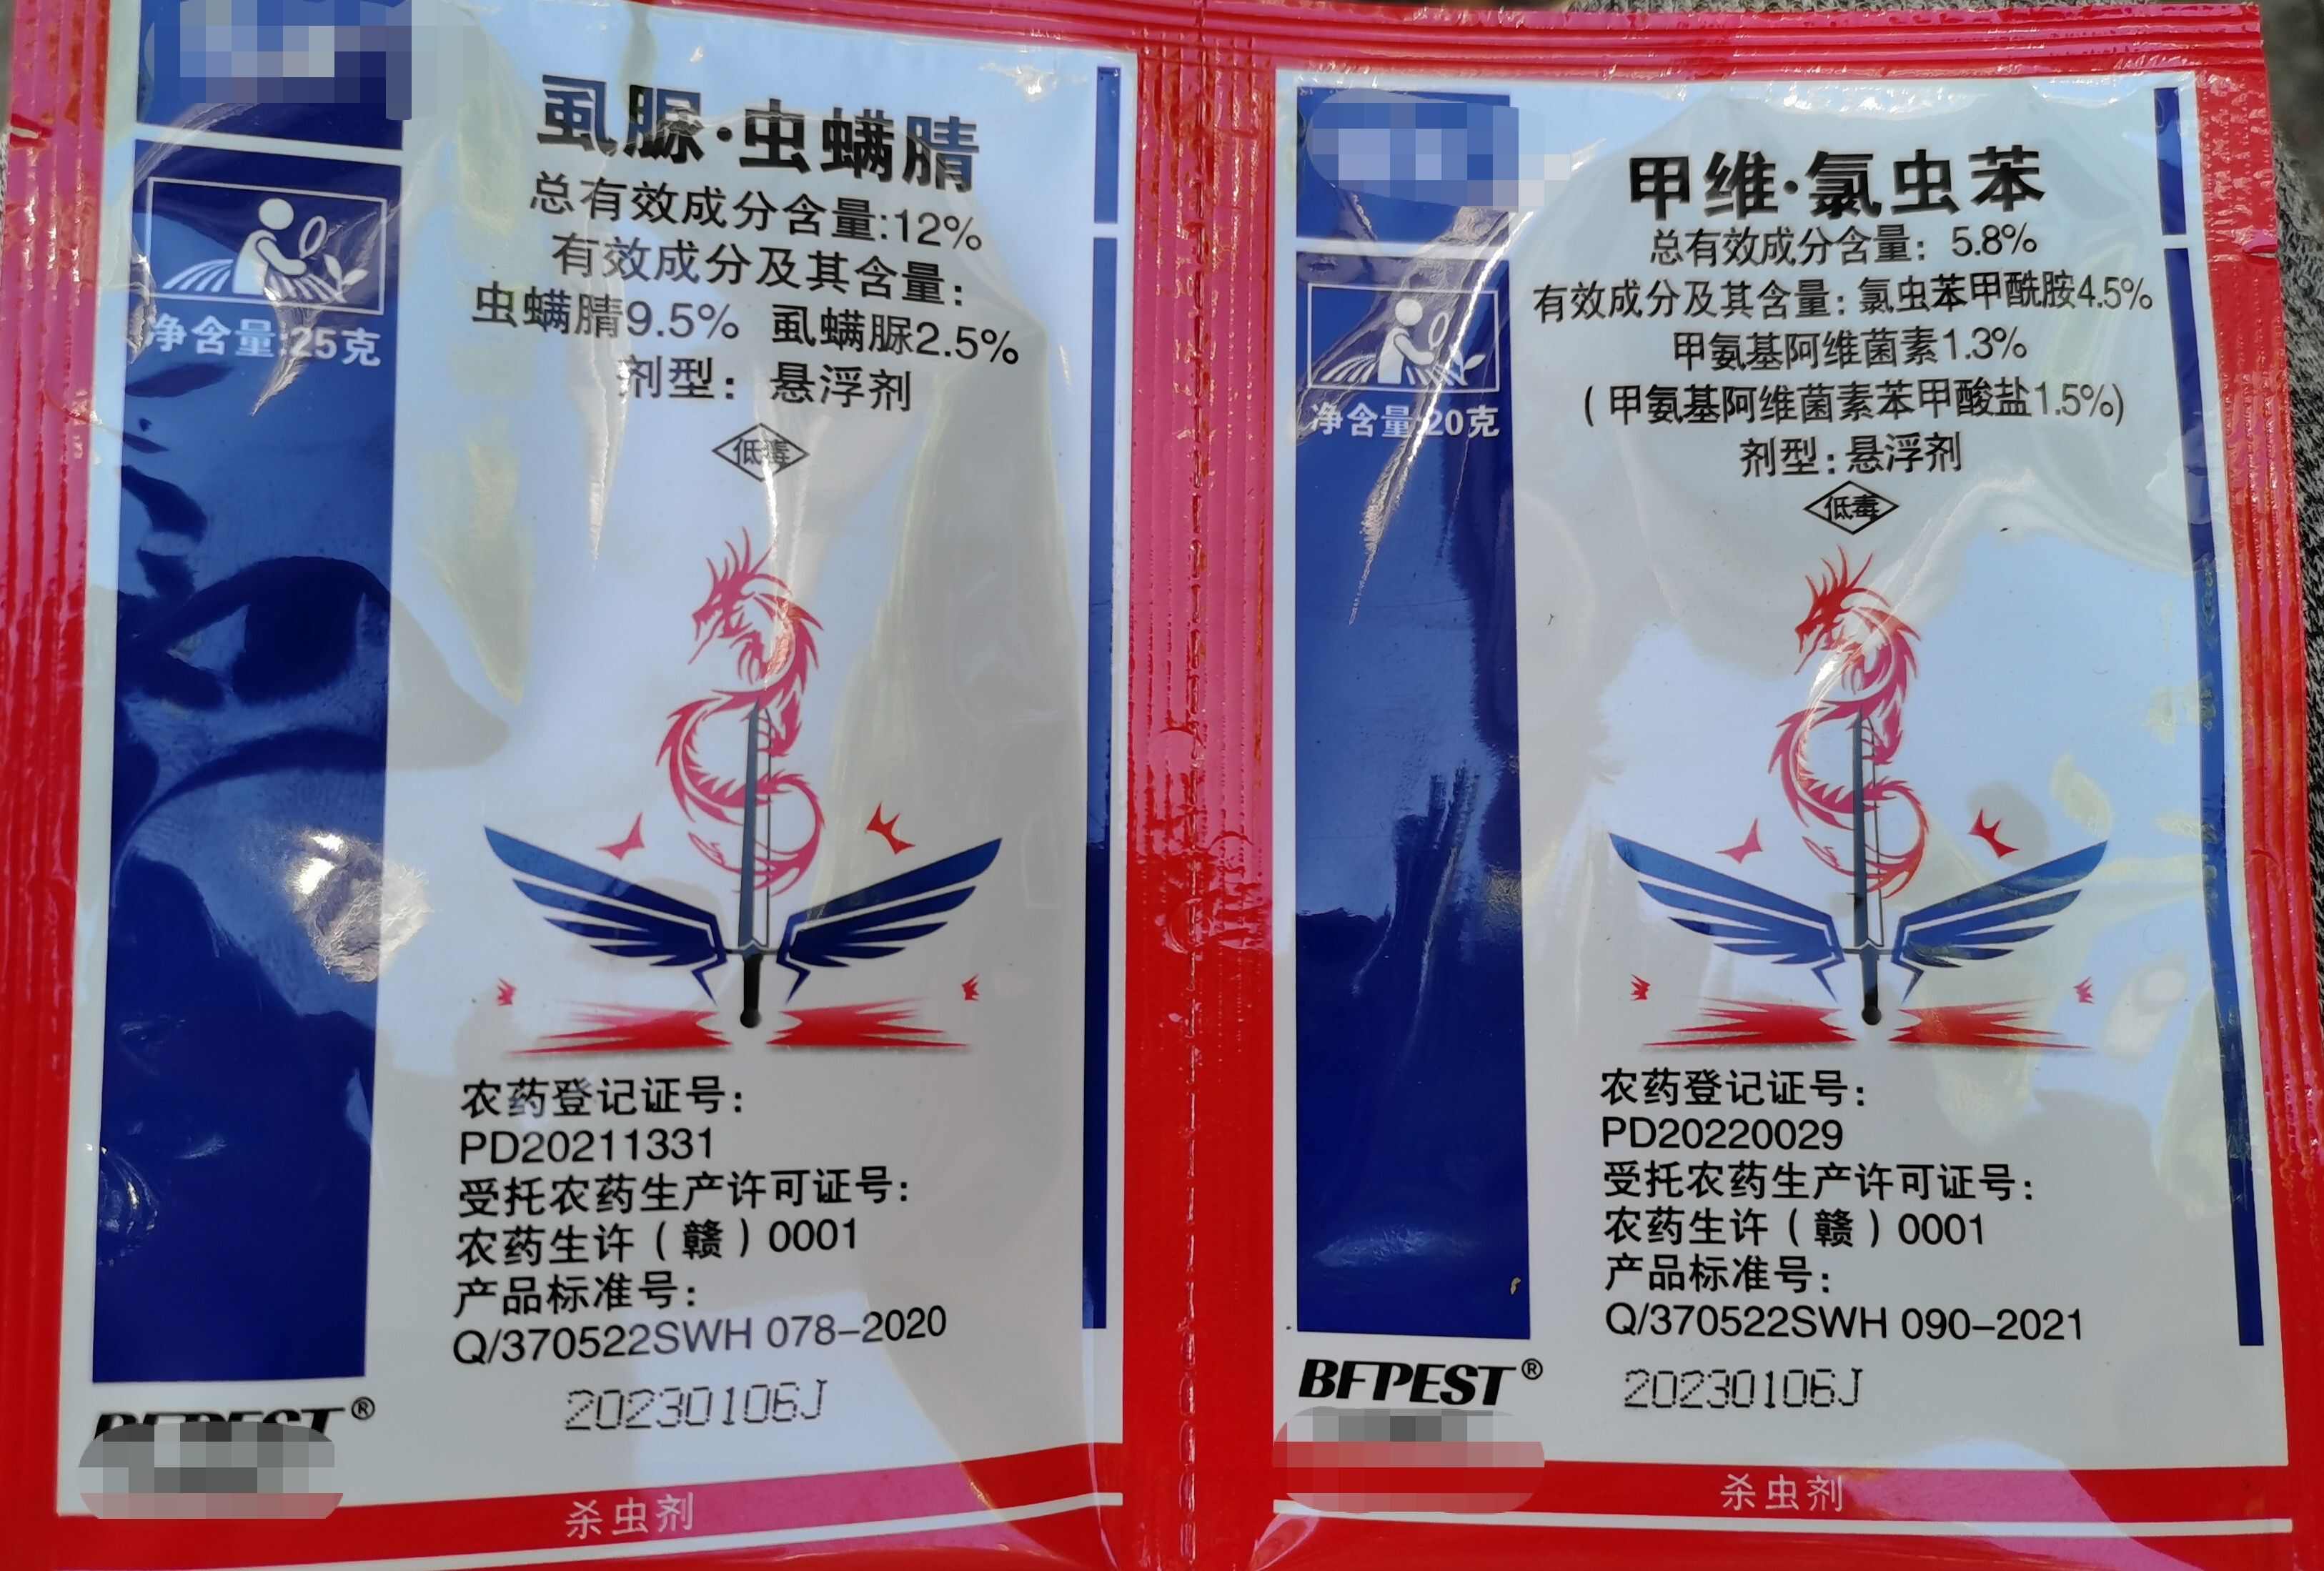 虱脲·虫螨腈
总有效成分含量:12%
有效成分及其含量:
虫螨腈9.5% 虱螨脲2.5%
剂型:悬浮剂
低毒
净含量:25克
农药登记证号:
PD20211331
受托农药生产许可证号:
农药生许(赣)0001
产品标准号:
Q/370522SWH 078-2020
20230106J
®
杀虫剂
甲维·氯虫苯
总有效成分含量:5.8%
有效成分及其含量:氯虫苯甲酰胺4.5%
甲氨基阿维菌素1.3%
(甲氨基阿维菌素苯甲酸盐1.5%)
剂型:悬浮剂
低毒
净含量:20克
农药登记证号:
PD20220029
受托农药生产许可证号:
农药生许(赣)0001
产品标准号:
Q/370522SWH 090-2021
BFPEST®
20230106J
杀虫剂